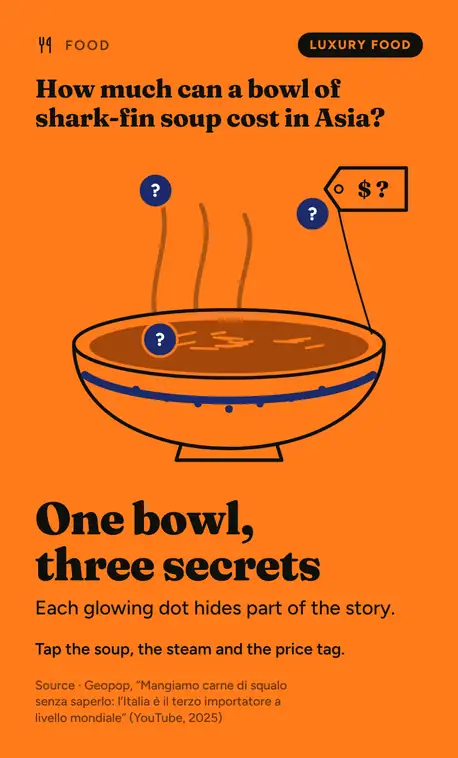 FOOD
LUXURY FOOD
How much can a bowl of
shark-fin soup cost in Asia?
?
$ ?
?
?
One bowl,
three secrets
Each glowing dot hides part of the story.
Tap the soup, the steam and the price tag.
Source · Geopop, “Mangiamo carne di squalo
senza saperlo: l’Italia è il terzo importatore a
livello mondiale” (YouTube, 2025)